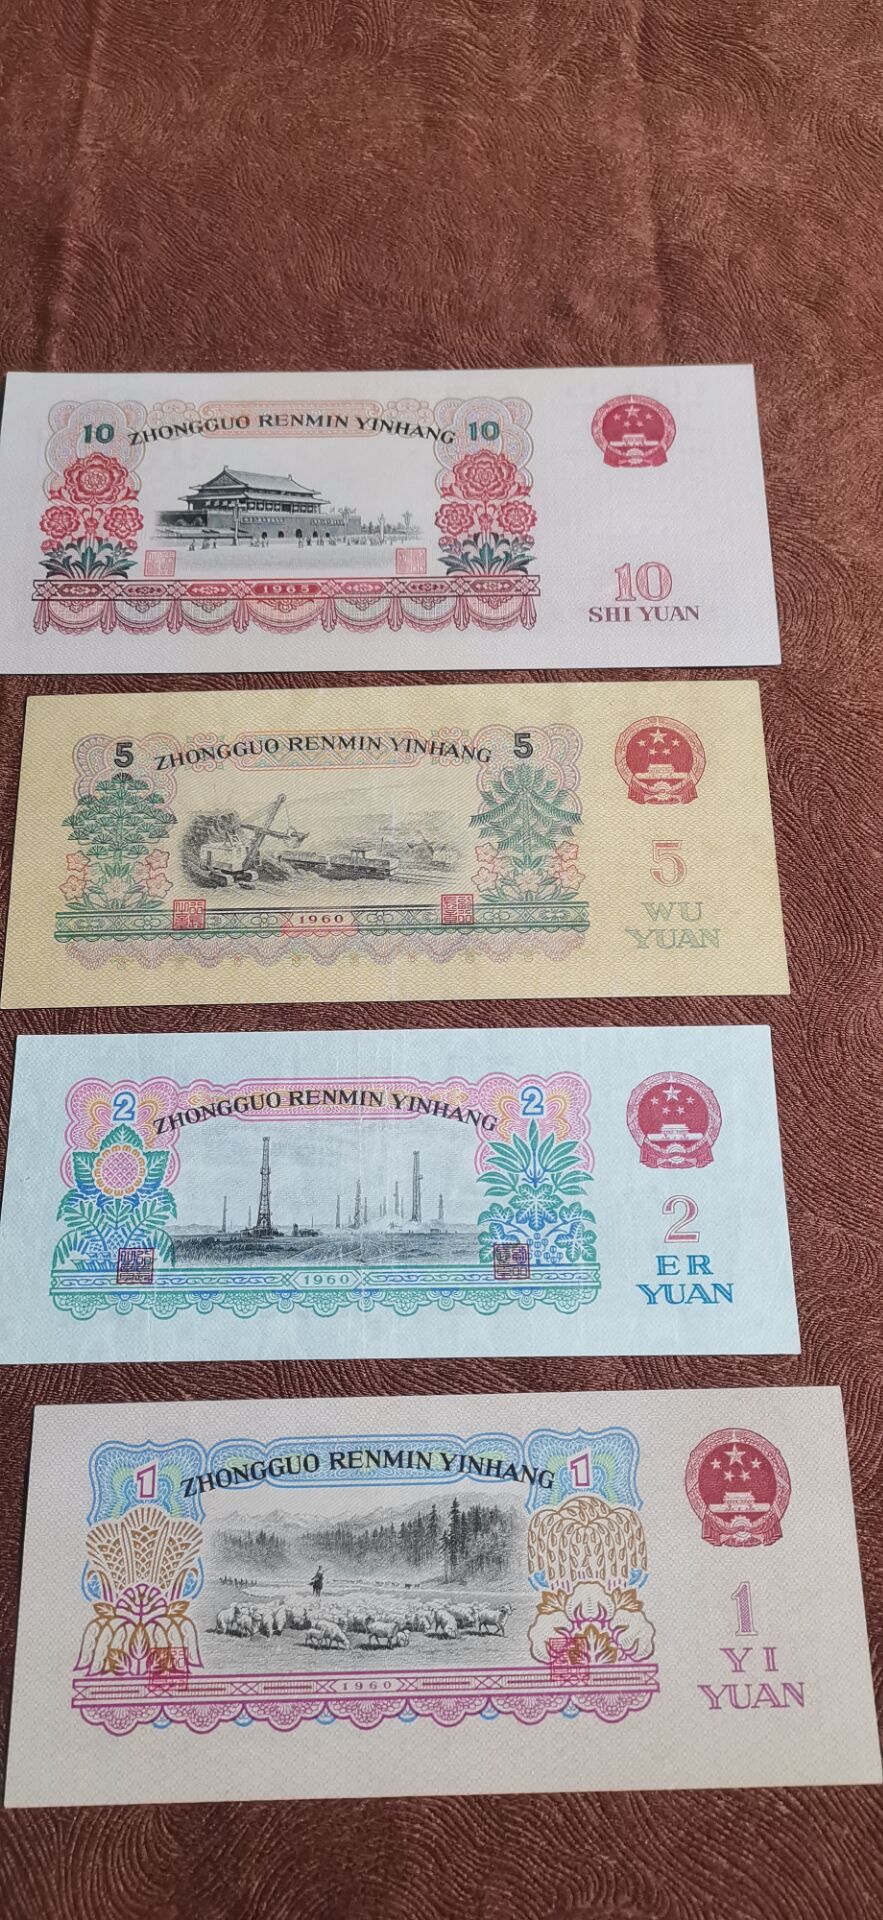 10 ZHONGGUO RENMIN YINHANG 10
10
SHI YUAN
1965
5 ZHONGGUO RENMIN YINHANG 5
5
WU
YUAN
1960
2 ZHONGGUO RENMIN YINHANG 2
2
ER
YUAN
1960
1 ZHONGGUO RENMIN YINHANG 1
1
YI
YUAN
1960